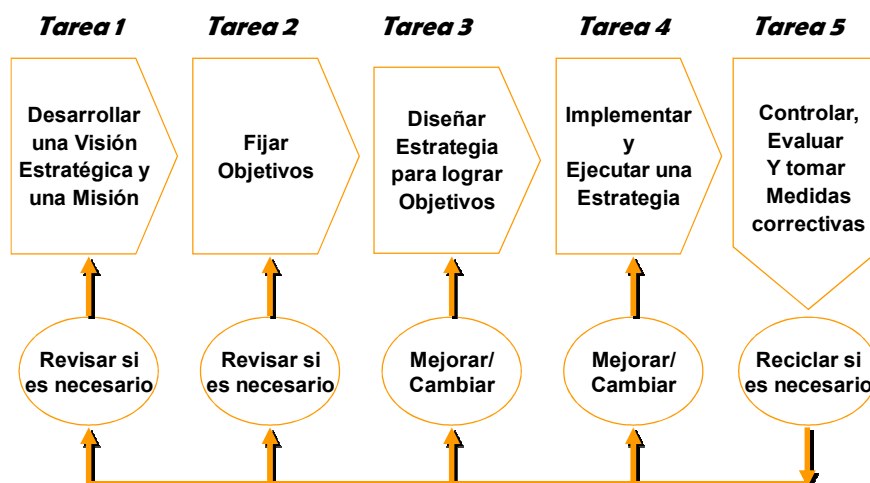 Tarea 1
Tarea 2
Tarea 3
Tarea 4
Tarea 5
Desarrollar
una Visión
Estratégica y
una Misión
Fijar
Objetivos
Diseñar
Estrategia
para lograr
Objetivos
Implementar
y
Ejecutar una
Estrategia
Controlar,
Evaluar
Y tomar
Medidas
correctivas
Revisar si
es necesario
Revisar si
es necesario
Mejorar/
Cambiar
Mejorar/
Cambiar
Reciclar si
es necesario